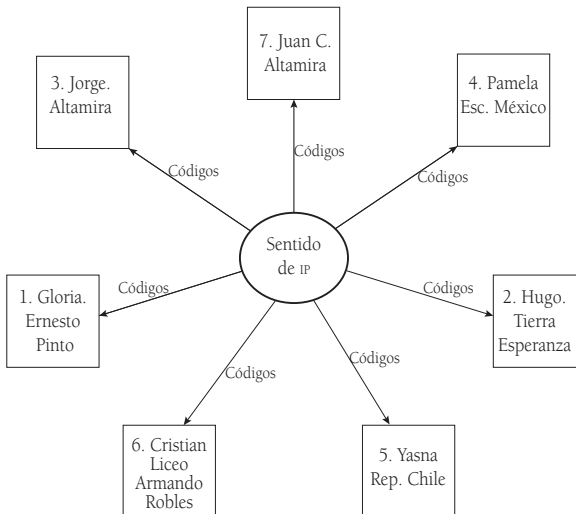 7. Juan C.
Altamira
3. Jorge.
Altamira
4. Pamela
Esc. México
Códigos
Códigos
Códigos
Sentido
de IP
1. Gloria.
Ernesto
Pinto
Códigos
Códigos
2. Hugo.
Tierra
Esperanza
Códigos
Códigos
6. Cristian
Liceo
Armando
Robles
5. Yasna
Rep. Chile